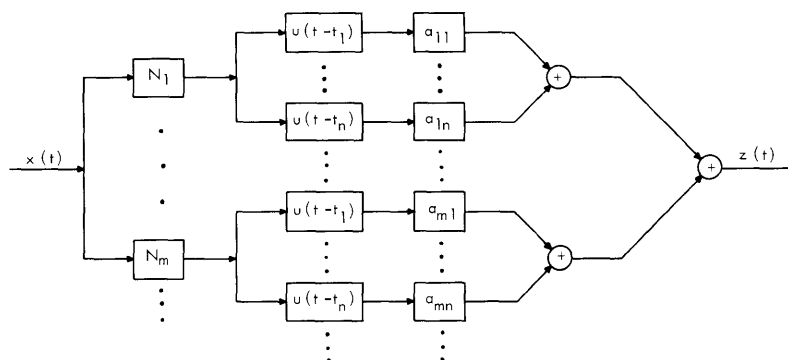 u(t-t₁) a₁₁
N₁ +
u(t-tₙ) a₁ₙ
x(t) + z(t)
u(t-t₁) aₘ₁
Nₘ +
u(t-tₙ) aₘₙ